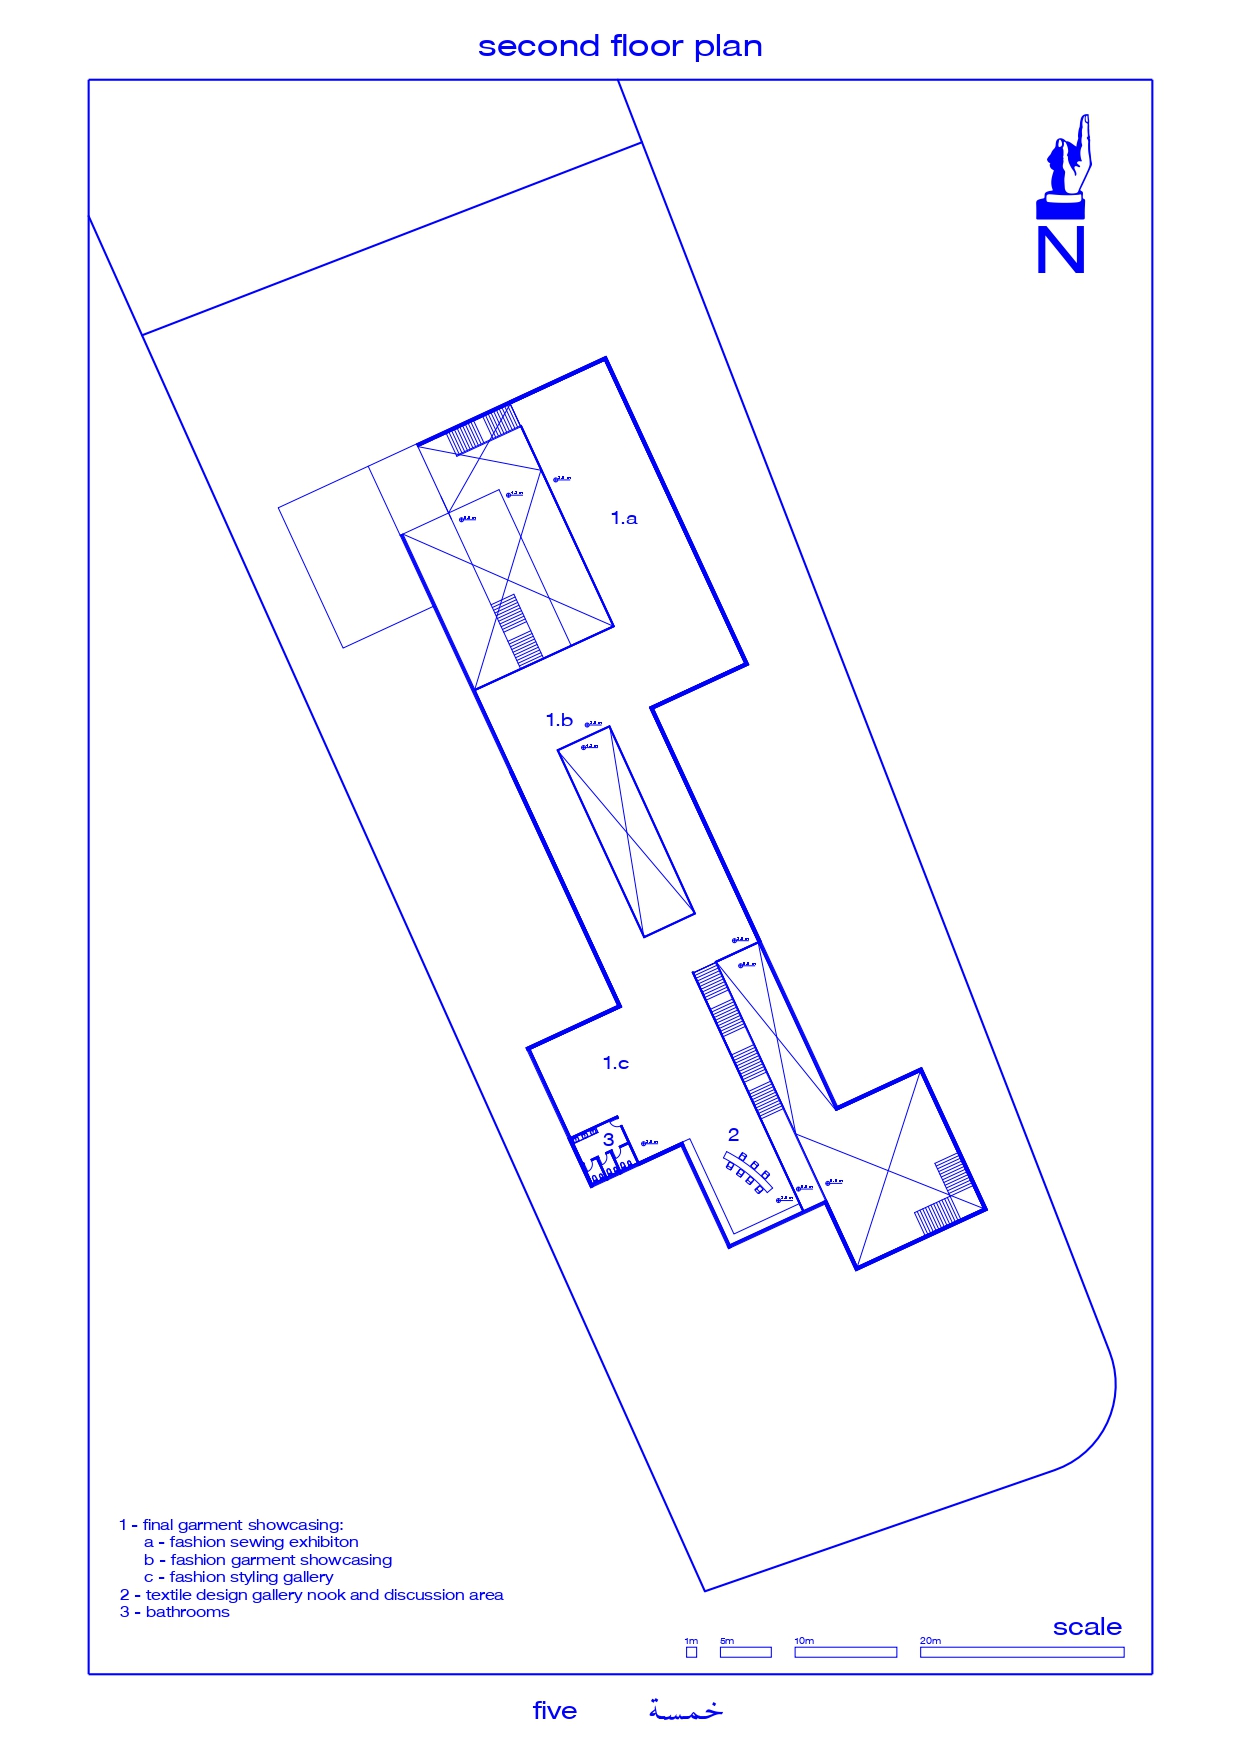 second floor plan
N
1.a
1.b
1.c
2
3
1 - final garment showcasing:
a - fashion sewing exhibiton
b - fashion garment showcasing
c - fashion styling gallery
2 - textile design gallery nook and discussion area
3 - bathrooms
scale
1m 5m 10m 20m
five خمسة